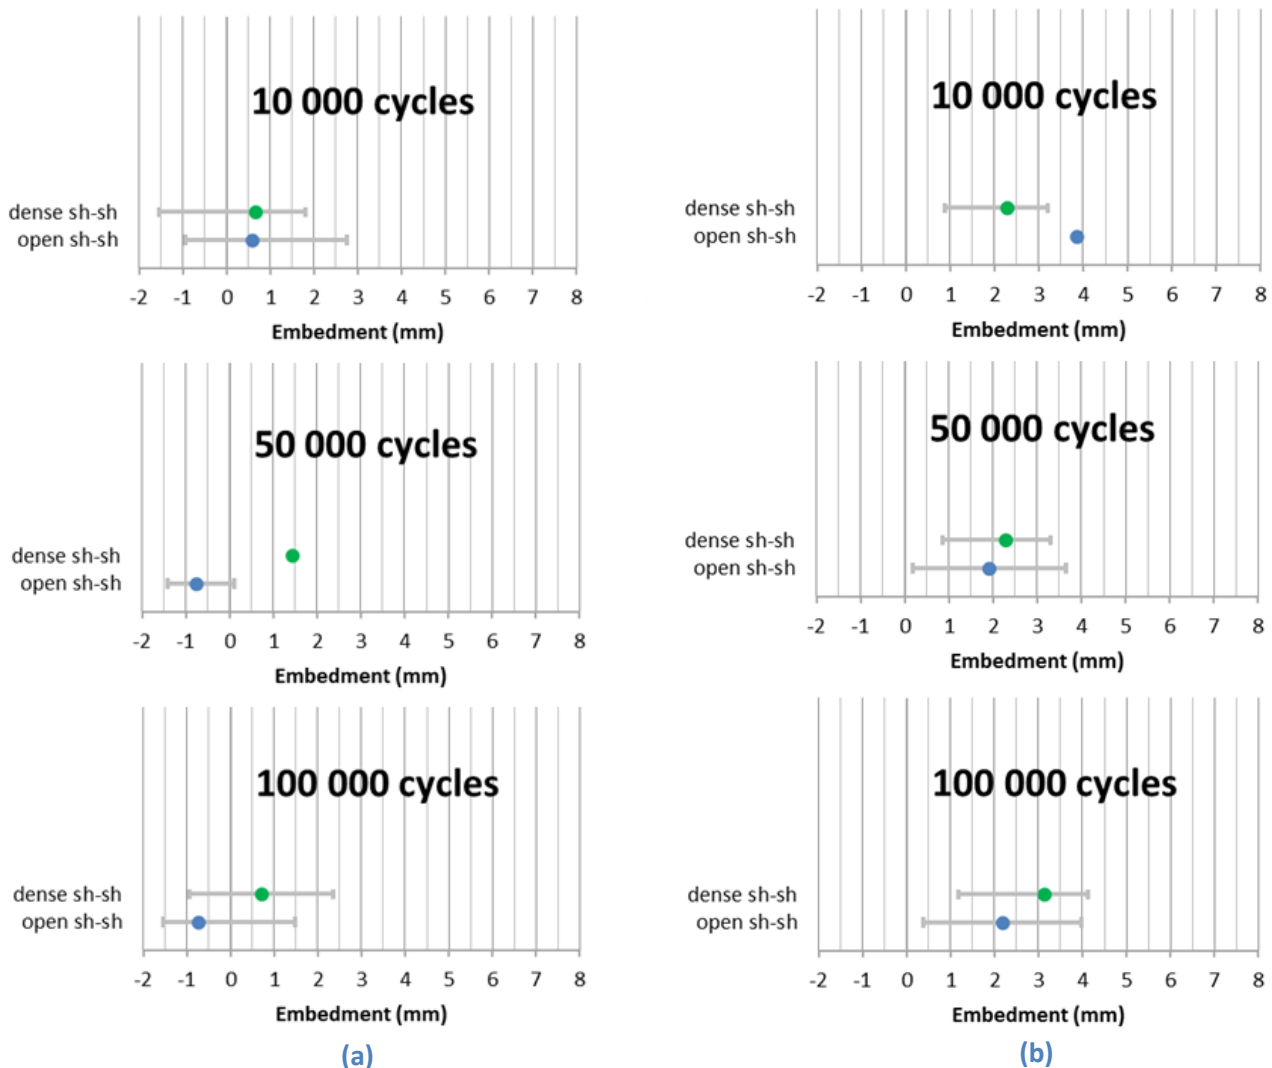 10 000 cycles
dense sh-sh
open sh-sh
-2 -1 0 1 2 3 4 5 6 7 8
Embedment (mm)
50 000 cycles
dense sh-sh
open sh-sh
-2 -1 0 1 2 3 4 5 6 7 8
Embedment (mm)
100 000 cycles
dense sh-sh
open sh-sh
-2 -1 0 1 2 3 4 5 6 7 8
Embedment (mm)
(a)
10 000 cycles
dense sh-sh
open sh-sh
-2 -1 0 1 2 3 4 5 6 7 8
Embedment (mm)
50 000 cycles
dense sh-sh
open sh-sh
-2 -1 0 1 2 3 4 5 6 7 8
Embedment (mm)
100 000 cycles
dense sh-sh
open sh-sh
-2 -1 0 1 2 3 4 5 6 7 8
Embedment (mm)
(b)